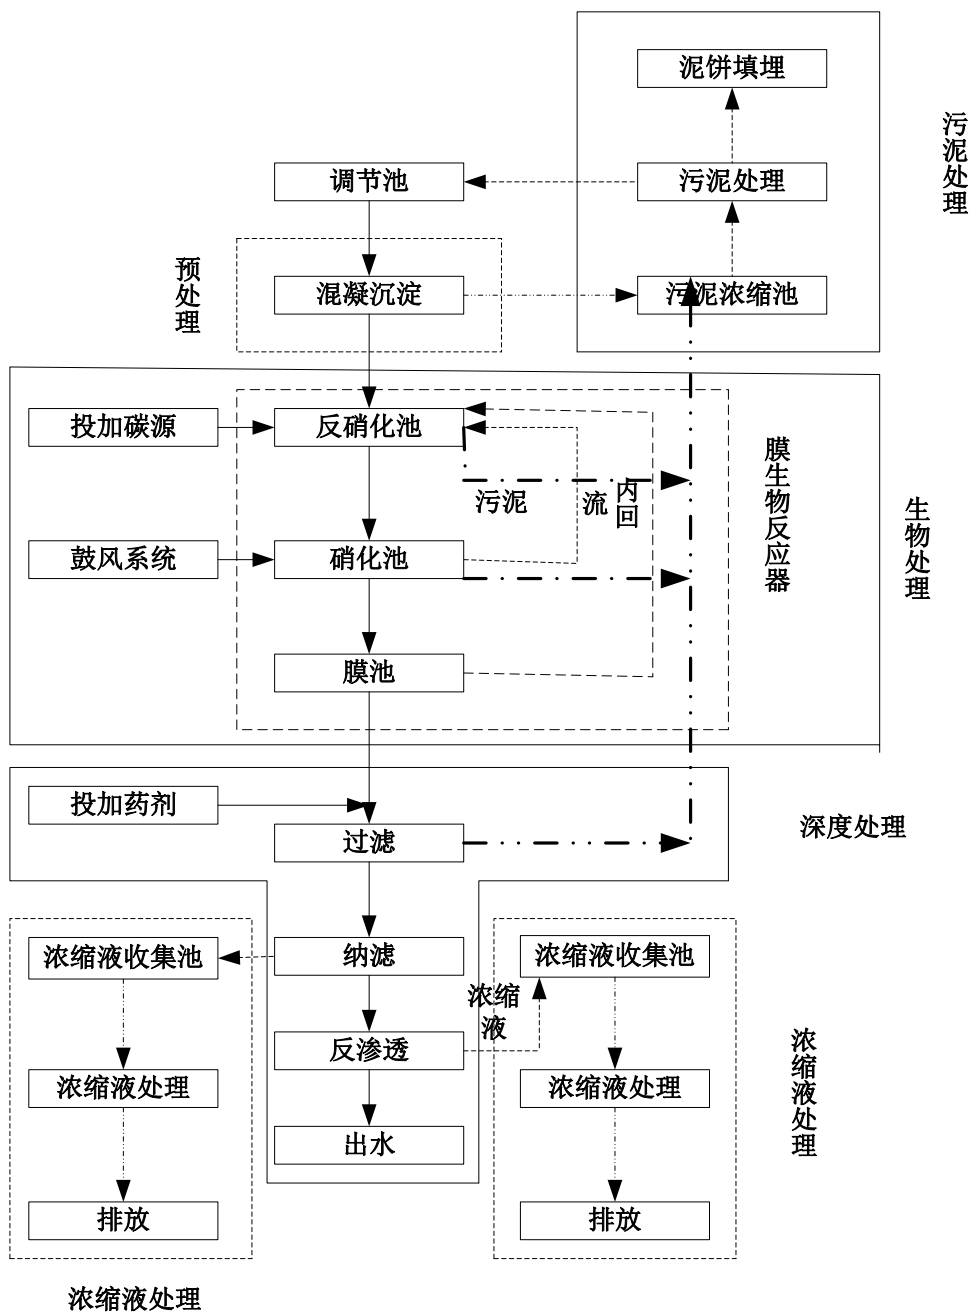 泥饼填埋
污泥处理
调节池
污泥处理
预处理
混凝沉淀
污泥浓缩池
投加碳源
反硝化池
膜生物反应器
污泥
内回
流
生物处理
鼓风系统
硝化池
膜池
投加药剂
过滤
深度处理
浓缩液收集池
纳滤
浓缩液收集池
浓缩
液
反渗透
浓缩液处理
浓缩液处理
浓缩液处理
出水
排放
排放
浓缩液处理